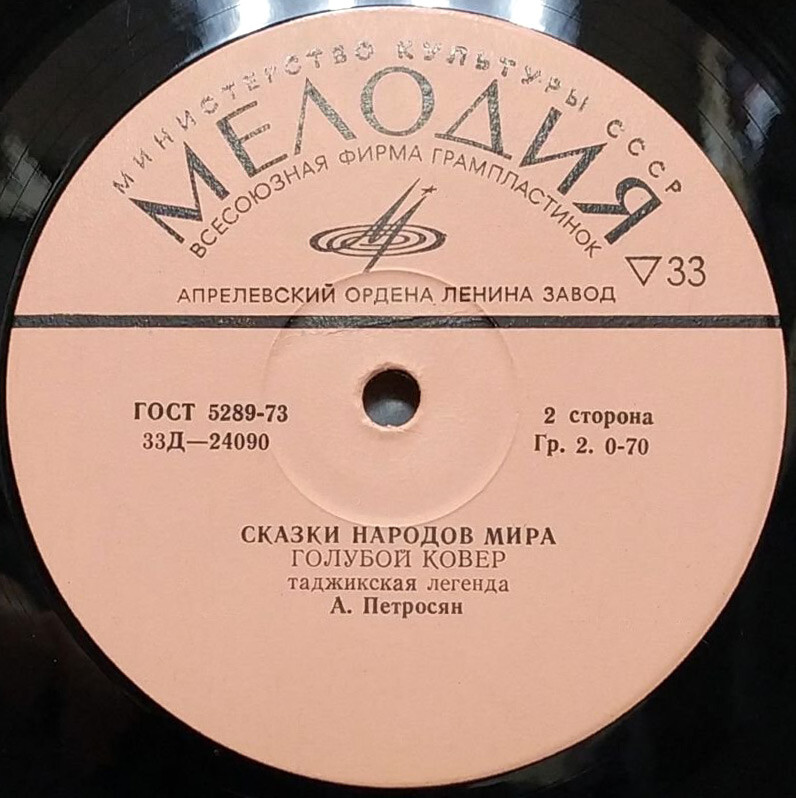 МИНИСТЕРСТВО КУЛЬТУРЫ СССР
МЕЛОДИЯ
ВСЕСОЮЗНАЯ ФИРМА ГРАМПЛАСТИНОК
▽33
АПРЕЛЕВСКИЙ ОРДЕНА ЛЕНИНА ЗАВОД
ГОСТ 5289-73
33Д—24090
2 сторона
Гр. 2. 0-70
СКАЗКИ НАРОДОВ МИРА
ГОЛУБОЙ КОВЕР
таджикская легенда
А. Петросян